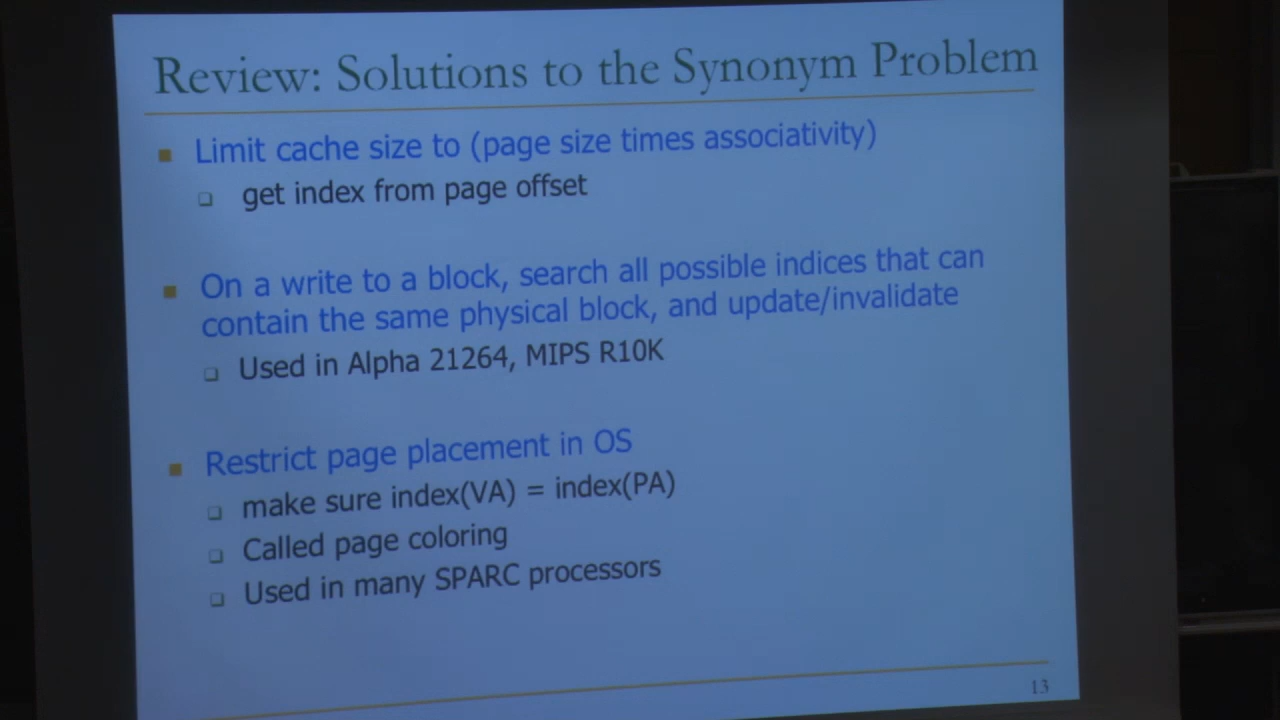 Review: Solutions to the Synonym Problem
Limit cache size to (page size times associativity)
get index from page offset
On a write to a block, search all possible indices that can
contain the same physical block, and update/invalidate
Used in Alpha 21264, MIPS R10K
Restrict page placement in OS
make sure index(VA) = index(PA)
Called page coloring
Used in many SPARC processors
13